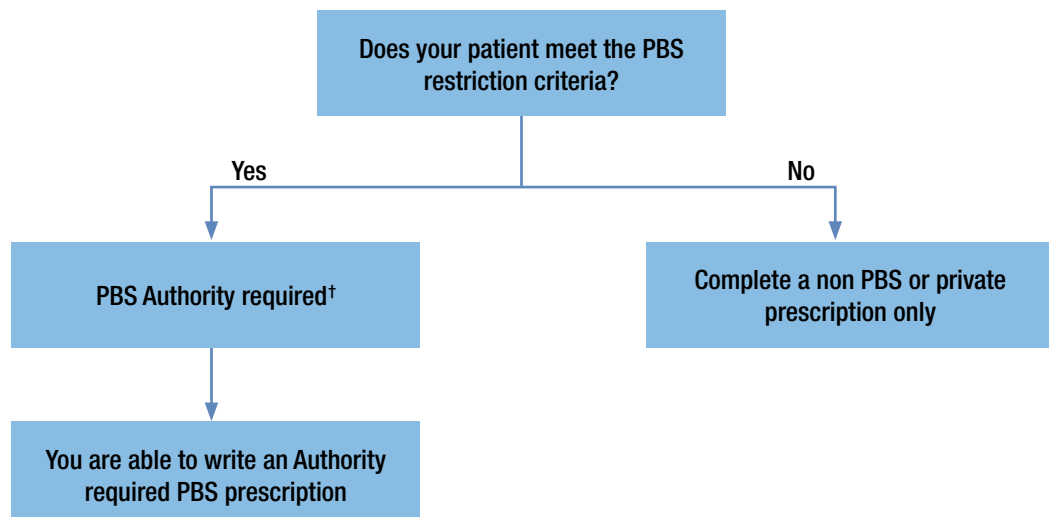 Does your patient meet the PBS
restriction criteria?
Yes
No
PBS Authority required†
Complete a non PBS or private
prescription only
You are able to write an Authority
required PBS prescription